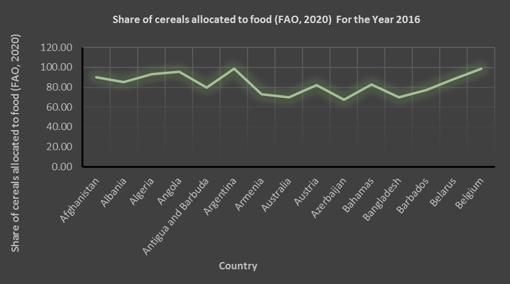 Share of cereals allocated to food (FAO, 2020) For the Year 2016
Share of cereals allocated to food (FAO, 2020)
120.00
100.00
80.00
60.00
40.00
20.00
0.00
Afghanistan
Albania
Algeria
Angola
Antigua and Barbuda
Argentina
Armenia
Australia
Austria
Azerbaijan
Bahamas
Bangladesh
Barbados
Belarus
Belgium
Country